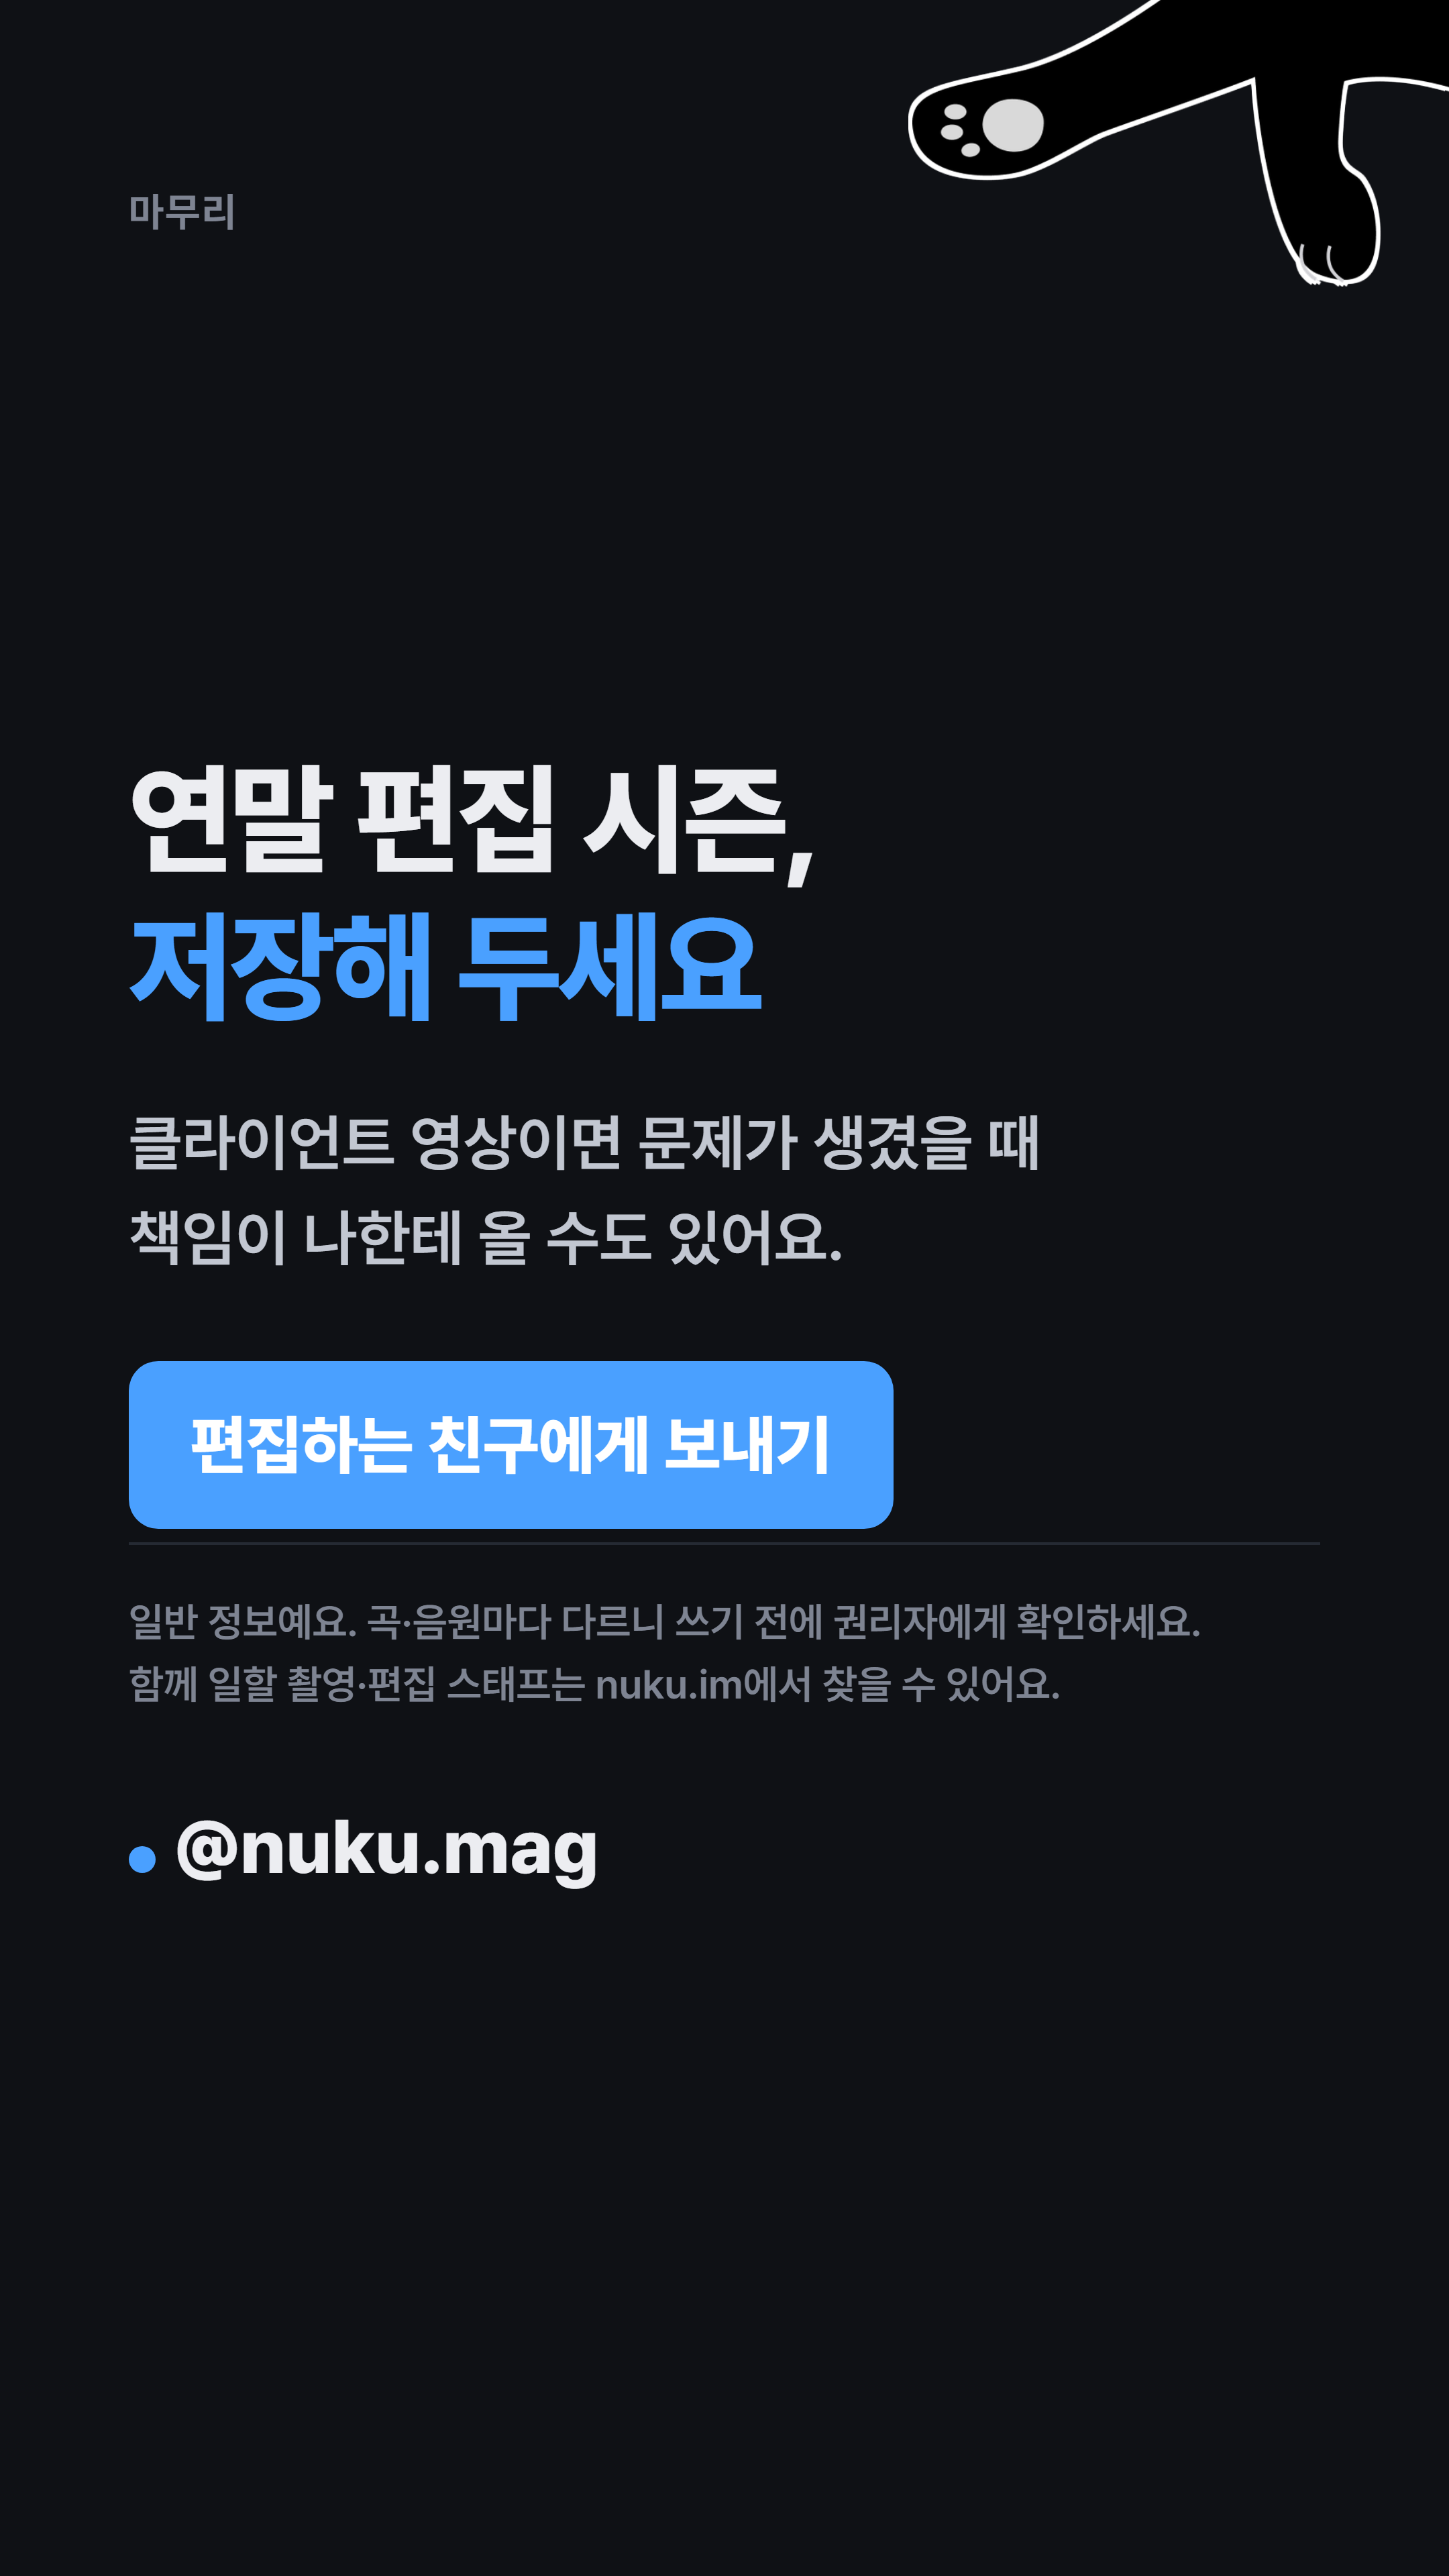 마무리
연말 편집 시즌,
저장해 두세요
클라이언트 영상이면 문제가 생겼을 때
책임이 나한테 올 수도 있어요.
편집하는 친구에게 보내기
일반 정보예요. 곡·음원마다 다르니 쓰기 전에 권리자에게 확인하세요.
함께 일할 촬영·편집 스태프는 nuku.im에서 찾을 수 있어요.
@nuku.mag